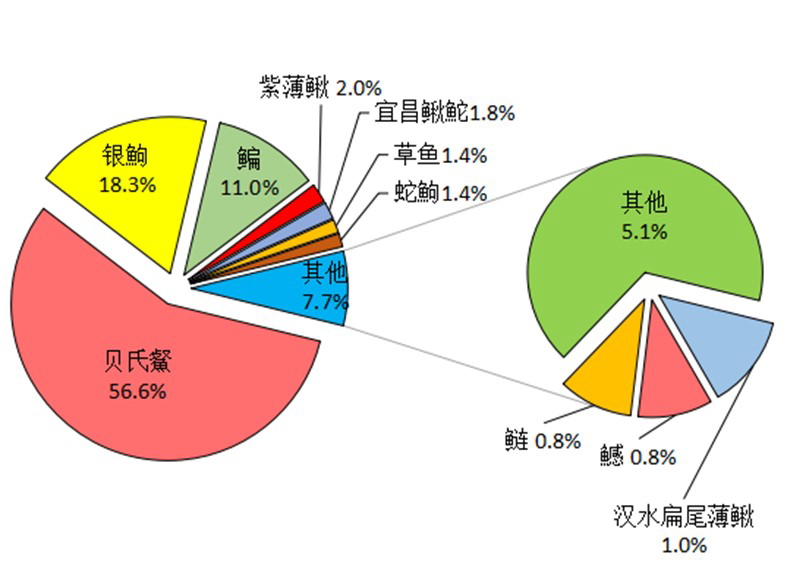 紫薄鳅 2.0%
宜昌鳅鮀1.8%
银鮈
18.3%
鳊
11.0%
草鱼1.4%
蛇鮈1.4%
其他
7.7%
贝氏䱗
56.6%
其他
5.1%
鲢 0.8%
鳡 0.8%
汉水扁尾薄鳅
1.0%